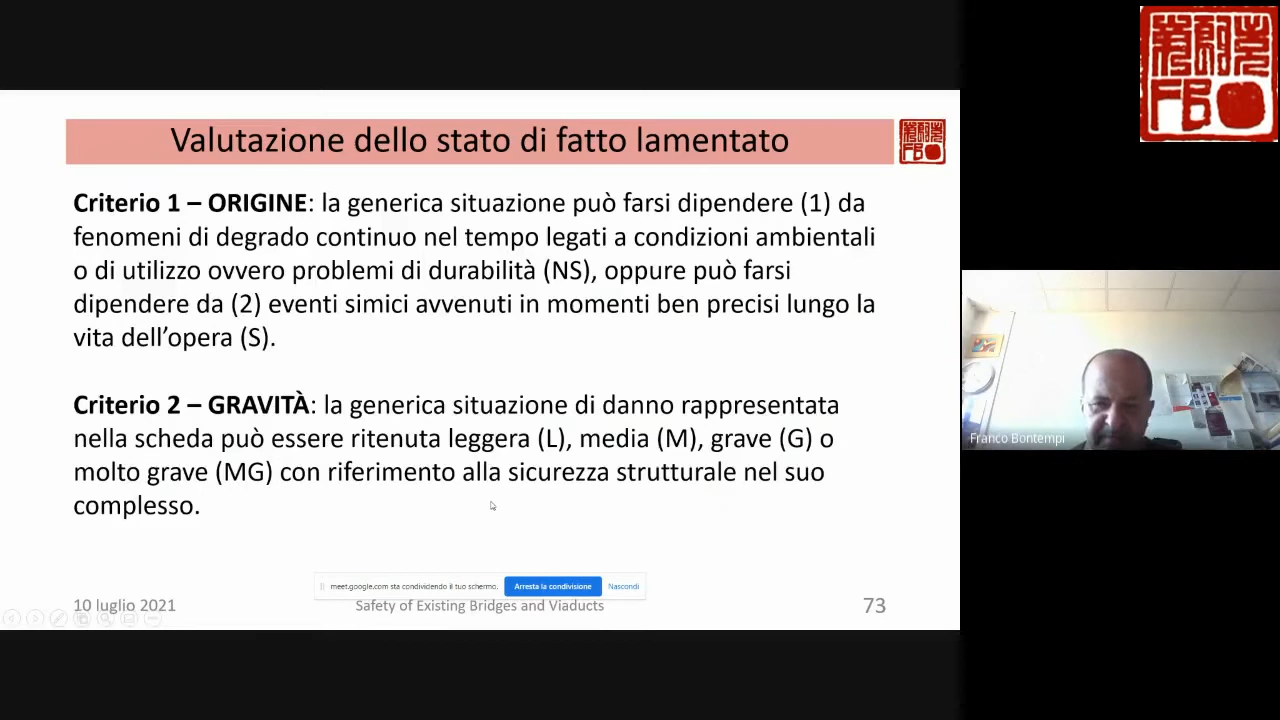 Valutazione dello stato di fatto lamentato
Criterio 1 – ORIGINE: la generica situazione può farsi dipendere (1) da
fenomeni di degrado continuo nel tempo legati a condizioni ambientali
o di utilizzo ovvero problemi di durabilità (NS), oppure può farsi
dipendere da (2) eventi simici avvenuti in momenti ben precisi lungo la
vita dell’opera (S).
Criterio 2 – GRAVITÀ: la generica situazione di danno rappresentata
nella scheda può essere ritenuta leggera (L), media (M), grave (G) o
molto grave (MG) con riferimento alla sicurezza strutturale nel suo
complesso.
meet.google.com sta condividendo il tuo schermo. Arresta la condivisione Nascondi
10 luglio 2021 Safety of Existing Bridges and Viaducts 73
Franco Bontempi